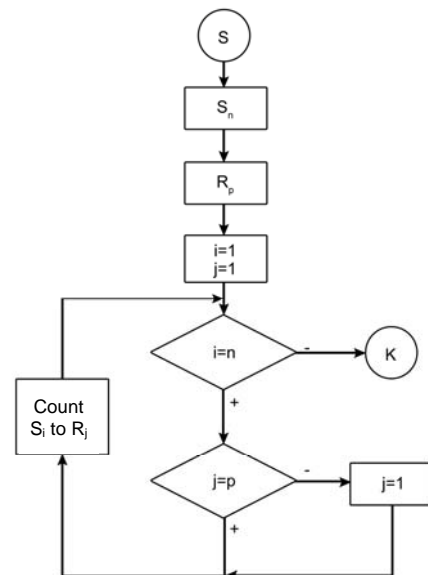 S
Sₙ
Rₚ
i=1
j=1
i=n
-
K
+
Count
Sᵢ to Rⱼ
j=p
-
j=1
+